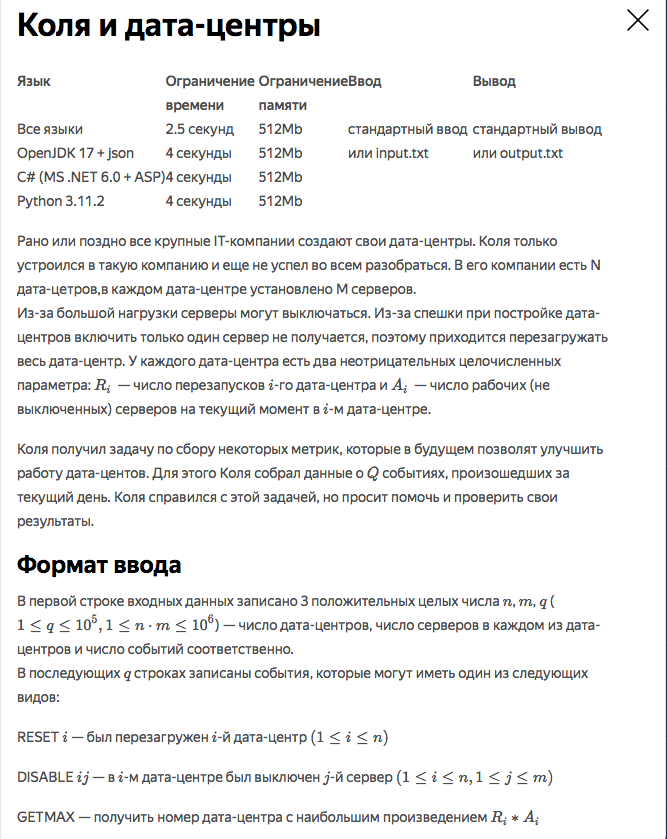 Коля и дата-центры
Язык Ограничение времени Ограничение памяти Ввод Вывод
Все языки 2.5 секунд 512Mb стандартный ввод стандартный вывод
OpenJDK 17 + json 4 секунды 512Mb или input.txt или output.txt
C# (MS .NET 6.0 + ASP) 4 секунды 512Mb
Python 3.11.2 4 секунды 512Mb
Рано или поздно все крупные IT-компании создают свои дата-центры. Коля только
устроился в такую компанию и еще не успел во всем разобраться. В его компании есть N
дата-цетров,в каждом дата-центре установлено M серверов.
Из-за большой нагрузки серверы могут выключаться. Из-за спешки при постройке дата-
центров включить только один сервер не получается, поэтому приходится перезагружать
весь дата-центр. У каждого дата-центра есть два неотрицательных целочисленных
параметра: R_i — число перезапусков i-го дата-центра и A_i — число рабочих (не
выключенных) серверов на текущий момент в i-м дата-центре.
Коля получил задачу по сбору некоторых метрик, которые в будущем позволят улучшить
работу дата-центов. Для этого Коля собрал данные о Q событиях, произошедших за
текущий день. Коля справился с этой задачей, но просит помочь и проверить свои
результаты.
Формат ввода
В первой строке входных данных записано 3 положительных целых числа n, m, q (
1 ≤ q ≤ 10^5, 1 ≤ n · m ≤ 10^6) — число дата-центров, число серверов в каждом из дата-
центров и число событий соответственно.
В последующих q строках записаны события, которые могут иметь один из следующих
видов:
RESET i — был перезагружен i-й дата-центр (1 ≤ i ≤ n)
DISABLE ij — в i-м дата-центре был выключен j-й сервер (1 ≤ i ≤ n, 1 ≤ j ≤ m)
GETMAX — получить номер дата-центра с наибольшим произведением R_i * A_i